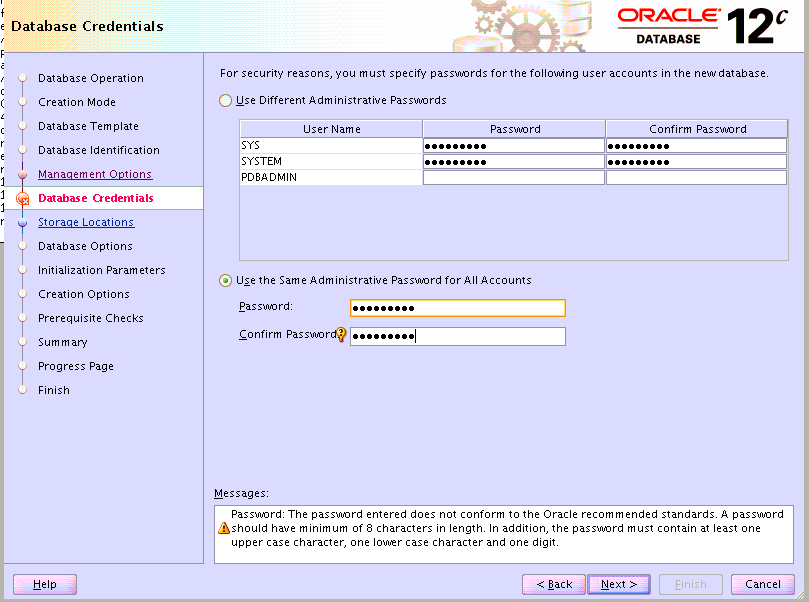 Database Credentials
ORACLE®
DATABASE
12c
Database Operation
Creation Mode
Database Template
Database Identification
Management Options
Database Credentials
Storage Locations
Database Options
Initialization Parameters
Creation Options
Prerequisite Checks
Summary
Progress Page
Finish
For security reasons, you must specify passwords for the following user accounts in the new database.
Use Different Administrative Passwords
User Name Password Confirm Password
SYS ●●●●●●●●● ●●●●●●●●●
SYSTEM ●●●●●●●●● ●●●●●●●●●
PDBADMIN
Use the Same Administrative Password for All Accounts
Password: ●●●●●●●●●
Confirm Password ●●●●●●●●●
Messages:
Password: The password entered does not conform to the Oracle recommended standards. A password
should have minimum of 8 characters in length. In addition, the password must contain at least one
upper case character, one lower case character and one digit.
Help
< Back
Next >
Finish
Cancel